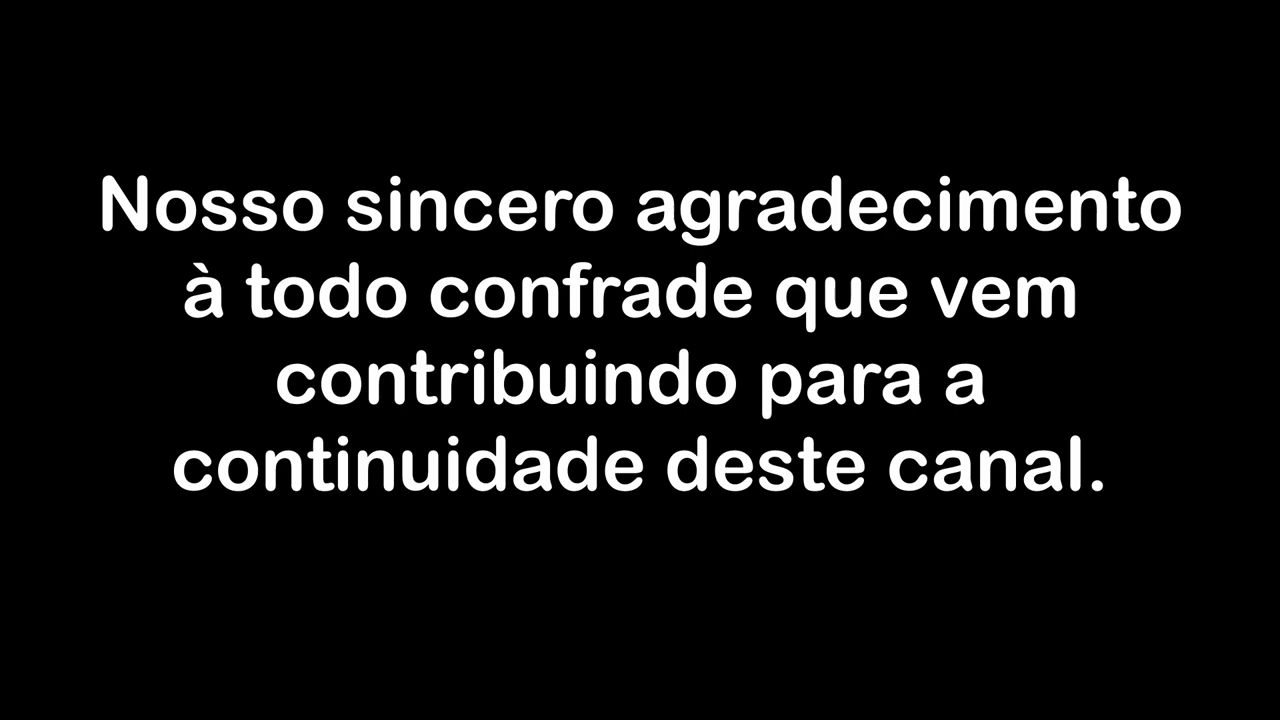 Nosso sincero agradecimento
à todo confrade que vem
contribuindo para a
continuidade deste canal.